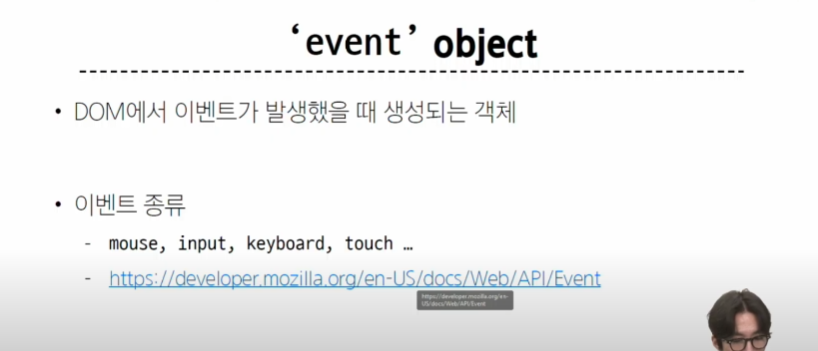 ‘event’ object
• DOM에서 이벤트가 발생했을 때 생성되는 객체
• 이벤트 종류
- mouse, input, keyboard, touch …
- https://developer.mozilla.org/en-US/docs/Web/API/Event
https://developer.mozilla.org/en-
US/docs/Web/API/Event